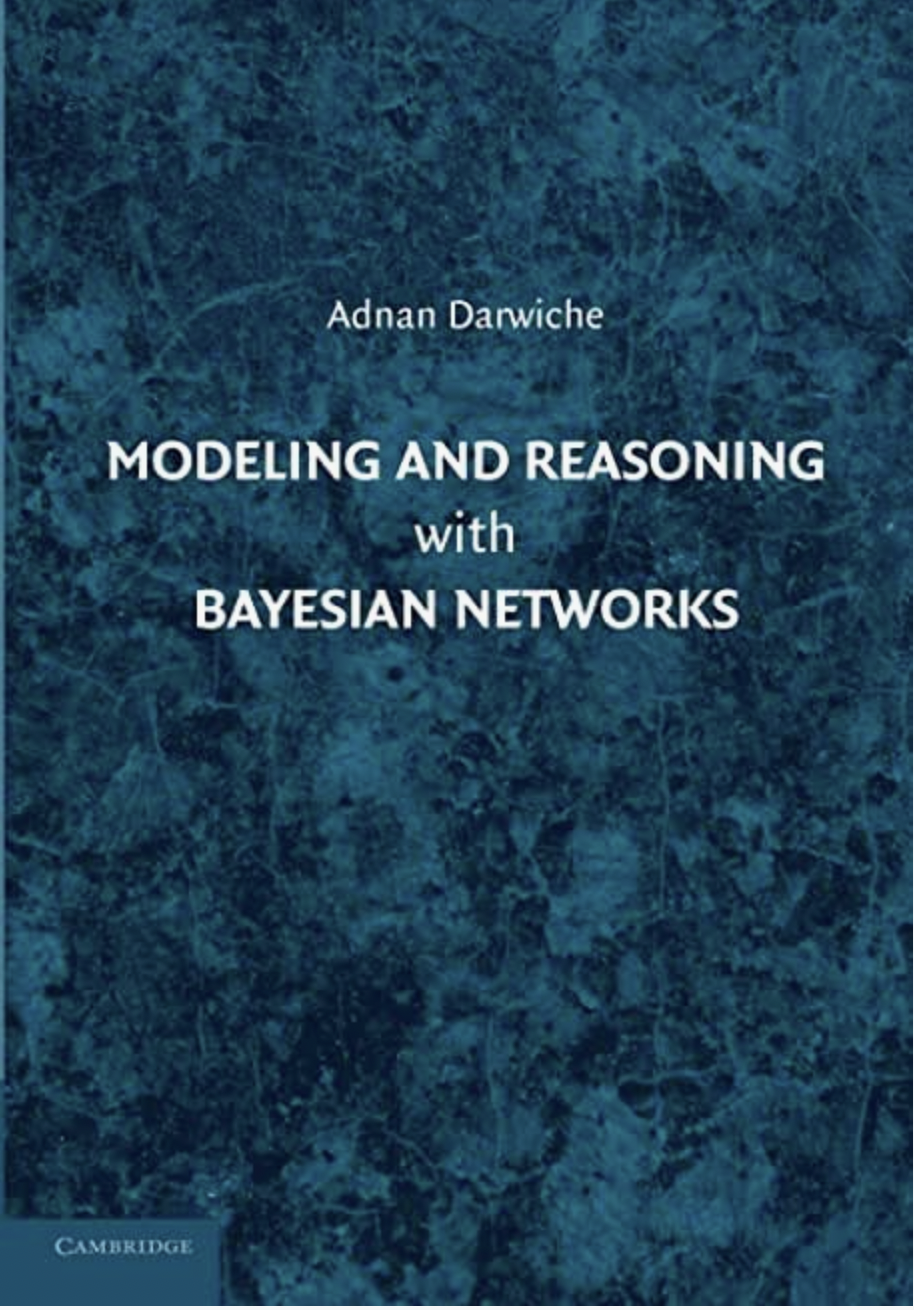 Adnan Darwiche
MODELING AND REASONING
with
BAYESIAN NETWORKS
CAMBRIDGE